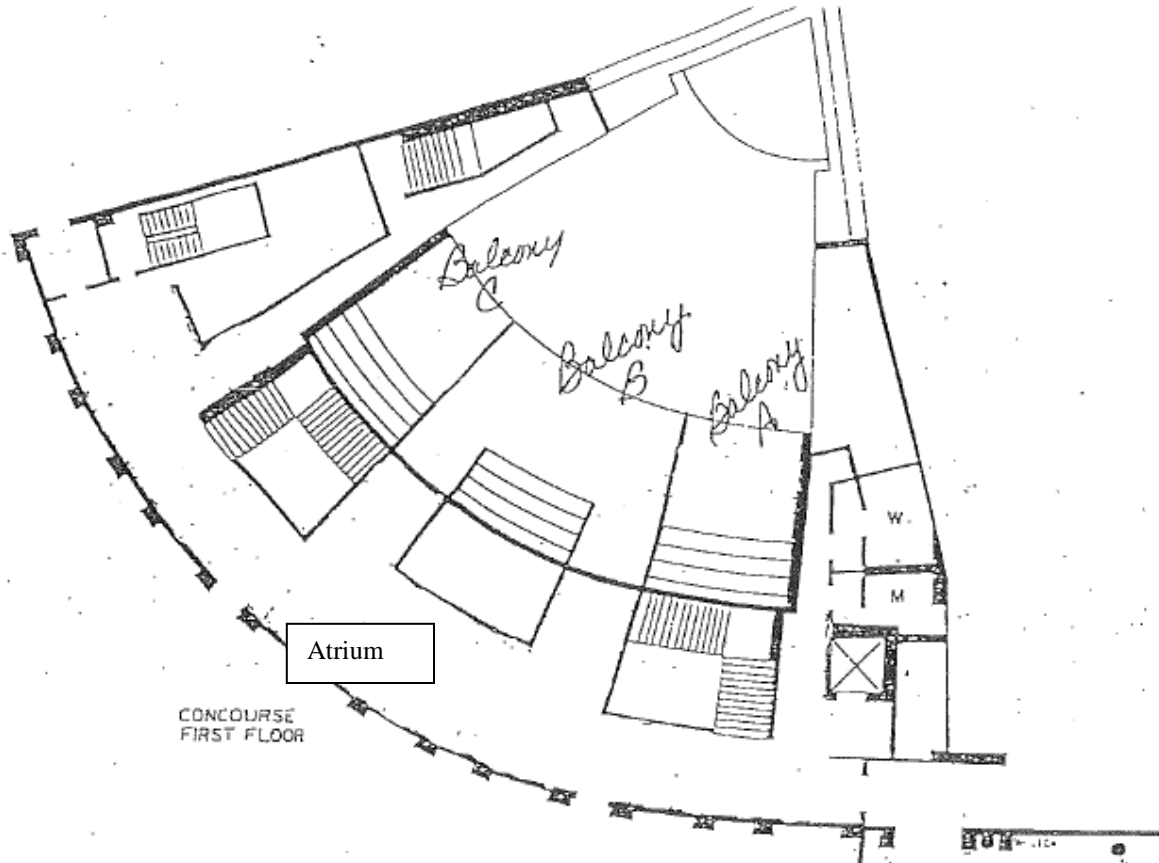 Balcony
C
Balcony
B
Balcony
A
W
M
Atrium
CONCOURSE
FIRST FLOOR